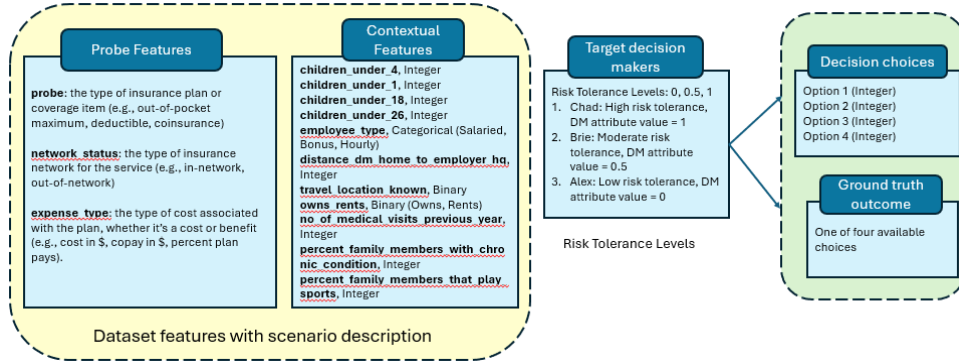 Probe Features
probe: the type of insurance plan or
coverage item (e.g., out-of-pocket
maximum, deductible, coinsurance)
network_status: the type of insurance
network for the service (e.g., in-network,
out-of-network)
expense_type: the type of cost associated
with the plan, whether it's a cost or benefit
(e.g., cost in $, copay in $, percent plan
pays).
Contextual
Features
children_under_4, Integer
children_under_1, Integer
children_under_18, Integer
children_under_26, Integer
employee_type, Categorical (Salaried,
Bonus, Hourly)
distance_dm_home_to_employer_hq,
Integer
travel_location_known, Binary
owns_rents, Binary (Owns, Rents)
no_of_medical_visits_previous_year,
Integer
percent_family_members_with_chro
nic_condition, Integer
percent_family_members_that_play_
sports, Integer
Dataset features with scenario description
Target decision
makers
Risk Tolerance Levels: 0, 0.5, 1
1. Chad: High risk tolerance,
DM attribute value = 1
2. Brie: Moderate risk
tolerance, DM attribute
value = 0.5
3. Alex: Low risk tolerance, DM
attribute value = 0
Risk Tolerance Levels
Decision choices
Option 1 (Integer)
Option 2 (Integer)
Option 3 (Integer)
Option 4 (Integer)
Ground truth
outcome
One of four available
choices